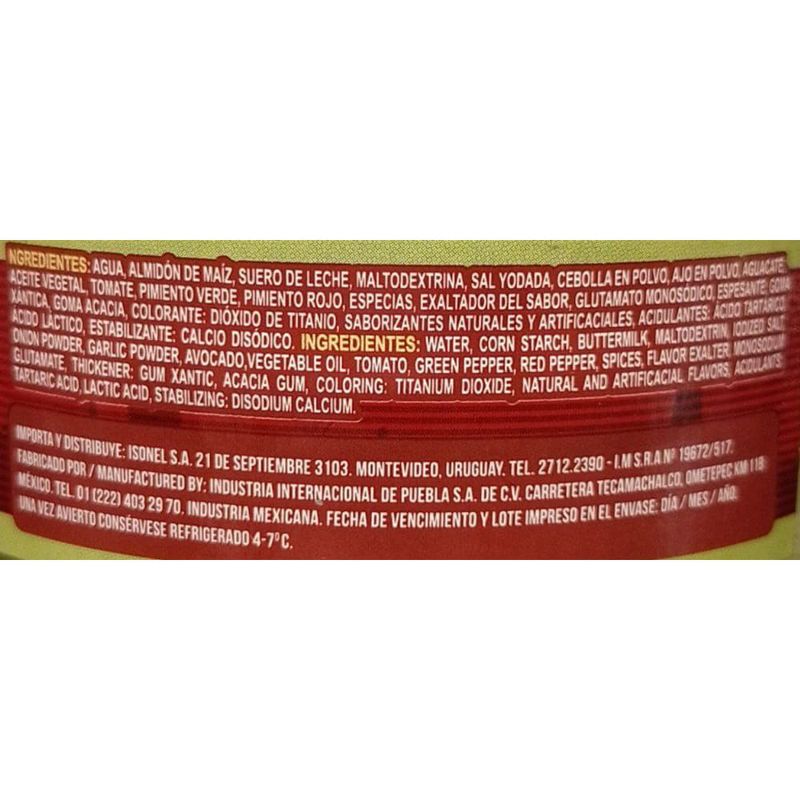 INGREDIENTES: AGUA, ALMIDÓN DE MAÍZ, SUERO DE LECHE, MALTODEXTRINA, SAL YODADA, CEBOLLA EN POLVO, AJO EN POLVO, AGUACATE,
ACEITE VEGETAL, TOMATE, PIMIENTO VERDE, PIMIENTO ROJO, ESPECIAS, EXALTADOR DEL SABOR, GLUTAMATO MONOSÓDICO, ESPESANTE: GOMA
XÁNTICA, GOMA ACACIA, COLORANTE: DIÓXIDO DE TITANIO, SABORIZANTES NATURALES Y ARTIFICACIALES, ACIDULANTES: ÁCIDO TARTÁRICO,
ÁCIDO LÁCTICO, ESTABILIZANTE: CALCIO DISÓDICO. INGREDIENTES: WATER, CORN STARCH, BUTTERMILK, MALTODEXTRIN, IODIZED SALT,
ONION POWDER, GARLIC POWDER, AVOCADO,VEGETABLE OIL, TOMATO, GREEN PEPPER, RED PEPPER, SPICES, FLAVOR EXALTER MONOSODIUM
GLUTAMATE, THICKENER: GUM XANTIC, ACACIA GUM, COLORING: TITANIUM DIOXIDE, NATURAL AND ARTIFICACIAL FLAVORS, ACIDULANTS:
TARTARIC ACID, LACTIC ACID, STABILIZING: DISODIUM CALCIUM.
IMPORTA Y DISTRIBUYE: ISONEL S.A. 21 DE SEPTIEMBRE 3103. MONTEVIDEO, URUGUAY. TEL. 2712.2390 - I.M S.R.A Nº 19672/517.
FABRICADO POR / MANUFACTURED BY: INDUSTRIA INTERNACIONAL DE PUEBLA S.A. DE C.V. CARRETERA TECAMACHALCO, OMETEPEC KM 118
MÉXICO. TEL. 01 (222) 403 29 70. INDUSTRIA MEXICANA. FECHA DE VENCIMIENTO Y LOTE IMPRESO EN EL ENVASE: DÍA / MES / AÑO.
UNA VEZ AVIERTO CONSÉRVESE REFRIGERADO 4-7ºC.